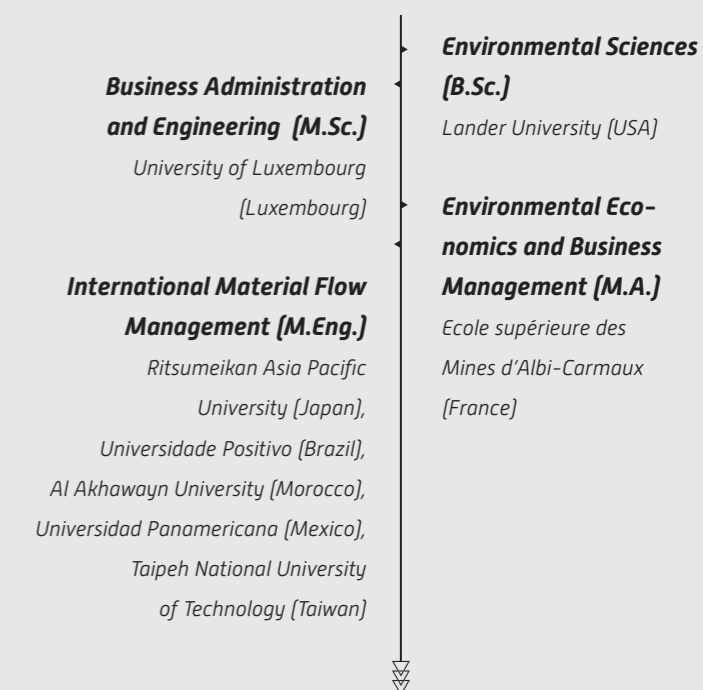 Business Administration
and Engineering (M.Sc.)
University of Luxembourg
(Luxembourg)
International Material Flow
Management (M.Eng.)
Ritsumeikan Asia Pacific
University (Japan),
Universidade Positivo (Brazil),
Al Akhawayn University (Morocco),
Universidad Panamericana (Mexico),
Taipeh National University
of Technology (Taiwan)
Environmental Sciences
(B.Sc.)
Lander University (USA)
Environmental Eco-
nomics and Business
Management (M.A.)
Ecole supérieure des
Mines d'Albi-Carmaux
(France)